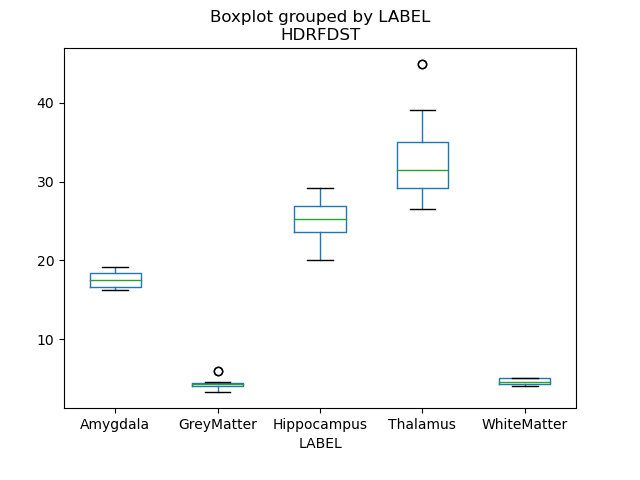 Boxplot grouped by LABEL
HDRFDST
40
30
20
10
Amygdala GreyMatter Hippocampus Thalamus WhiteMatter
LABEL